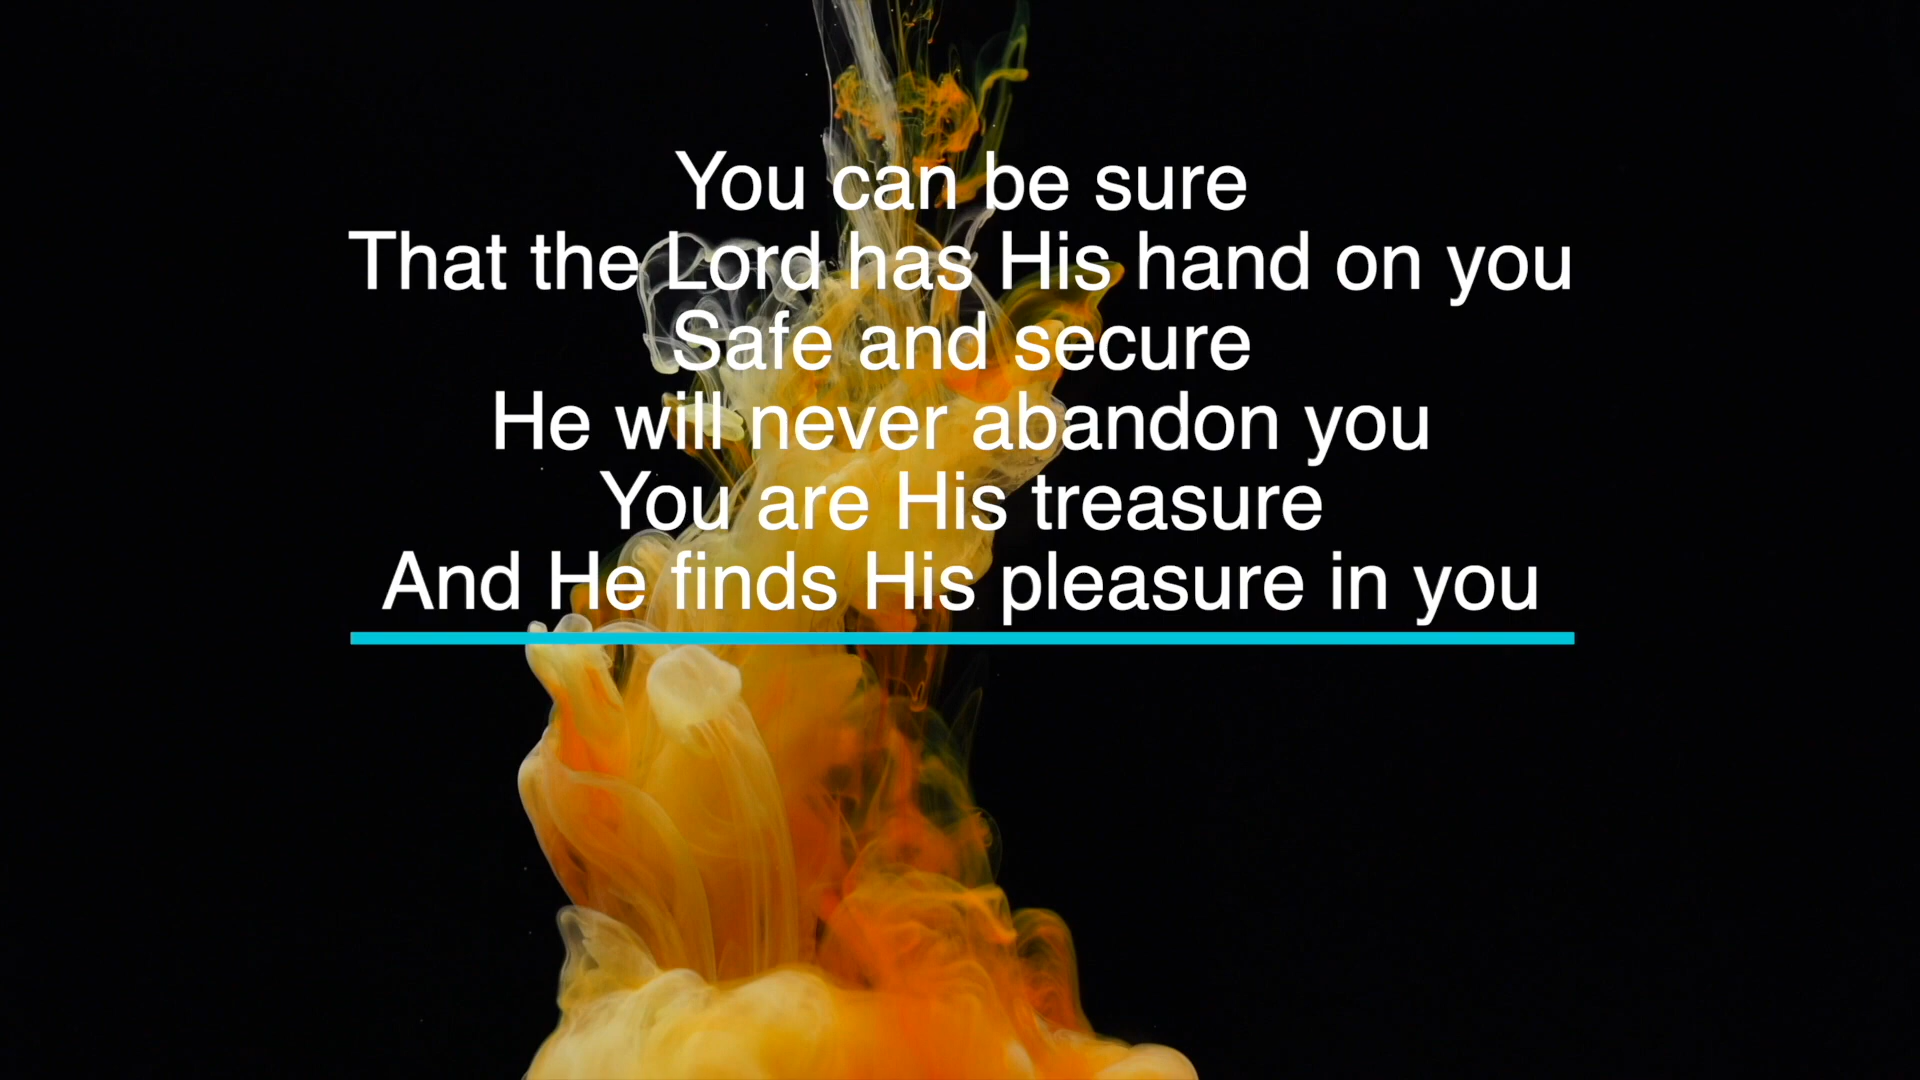 You can be sure
That the Lord has His hand on you
Safe and secure
He will never abandon you
You are His treasure
And He finds His pleasure in you